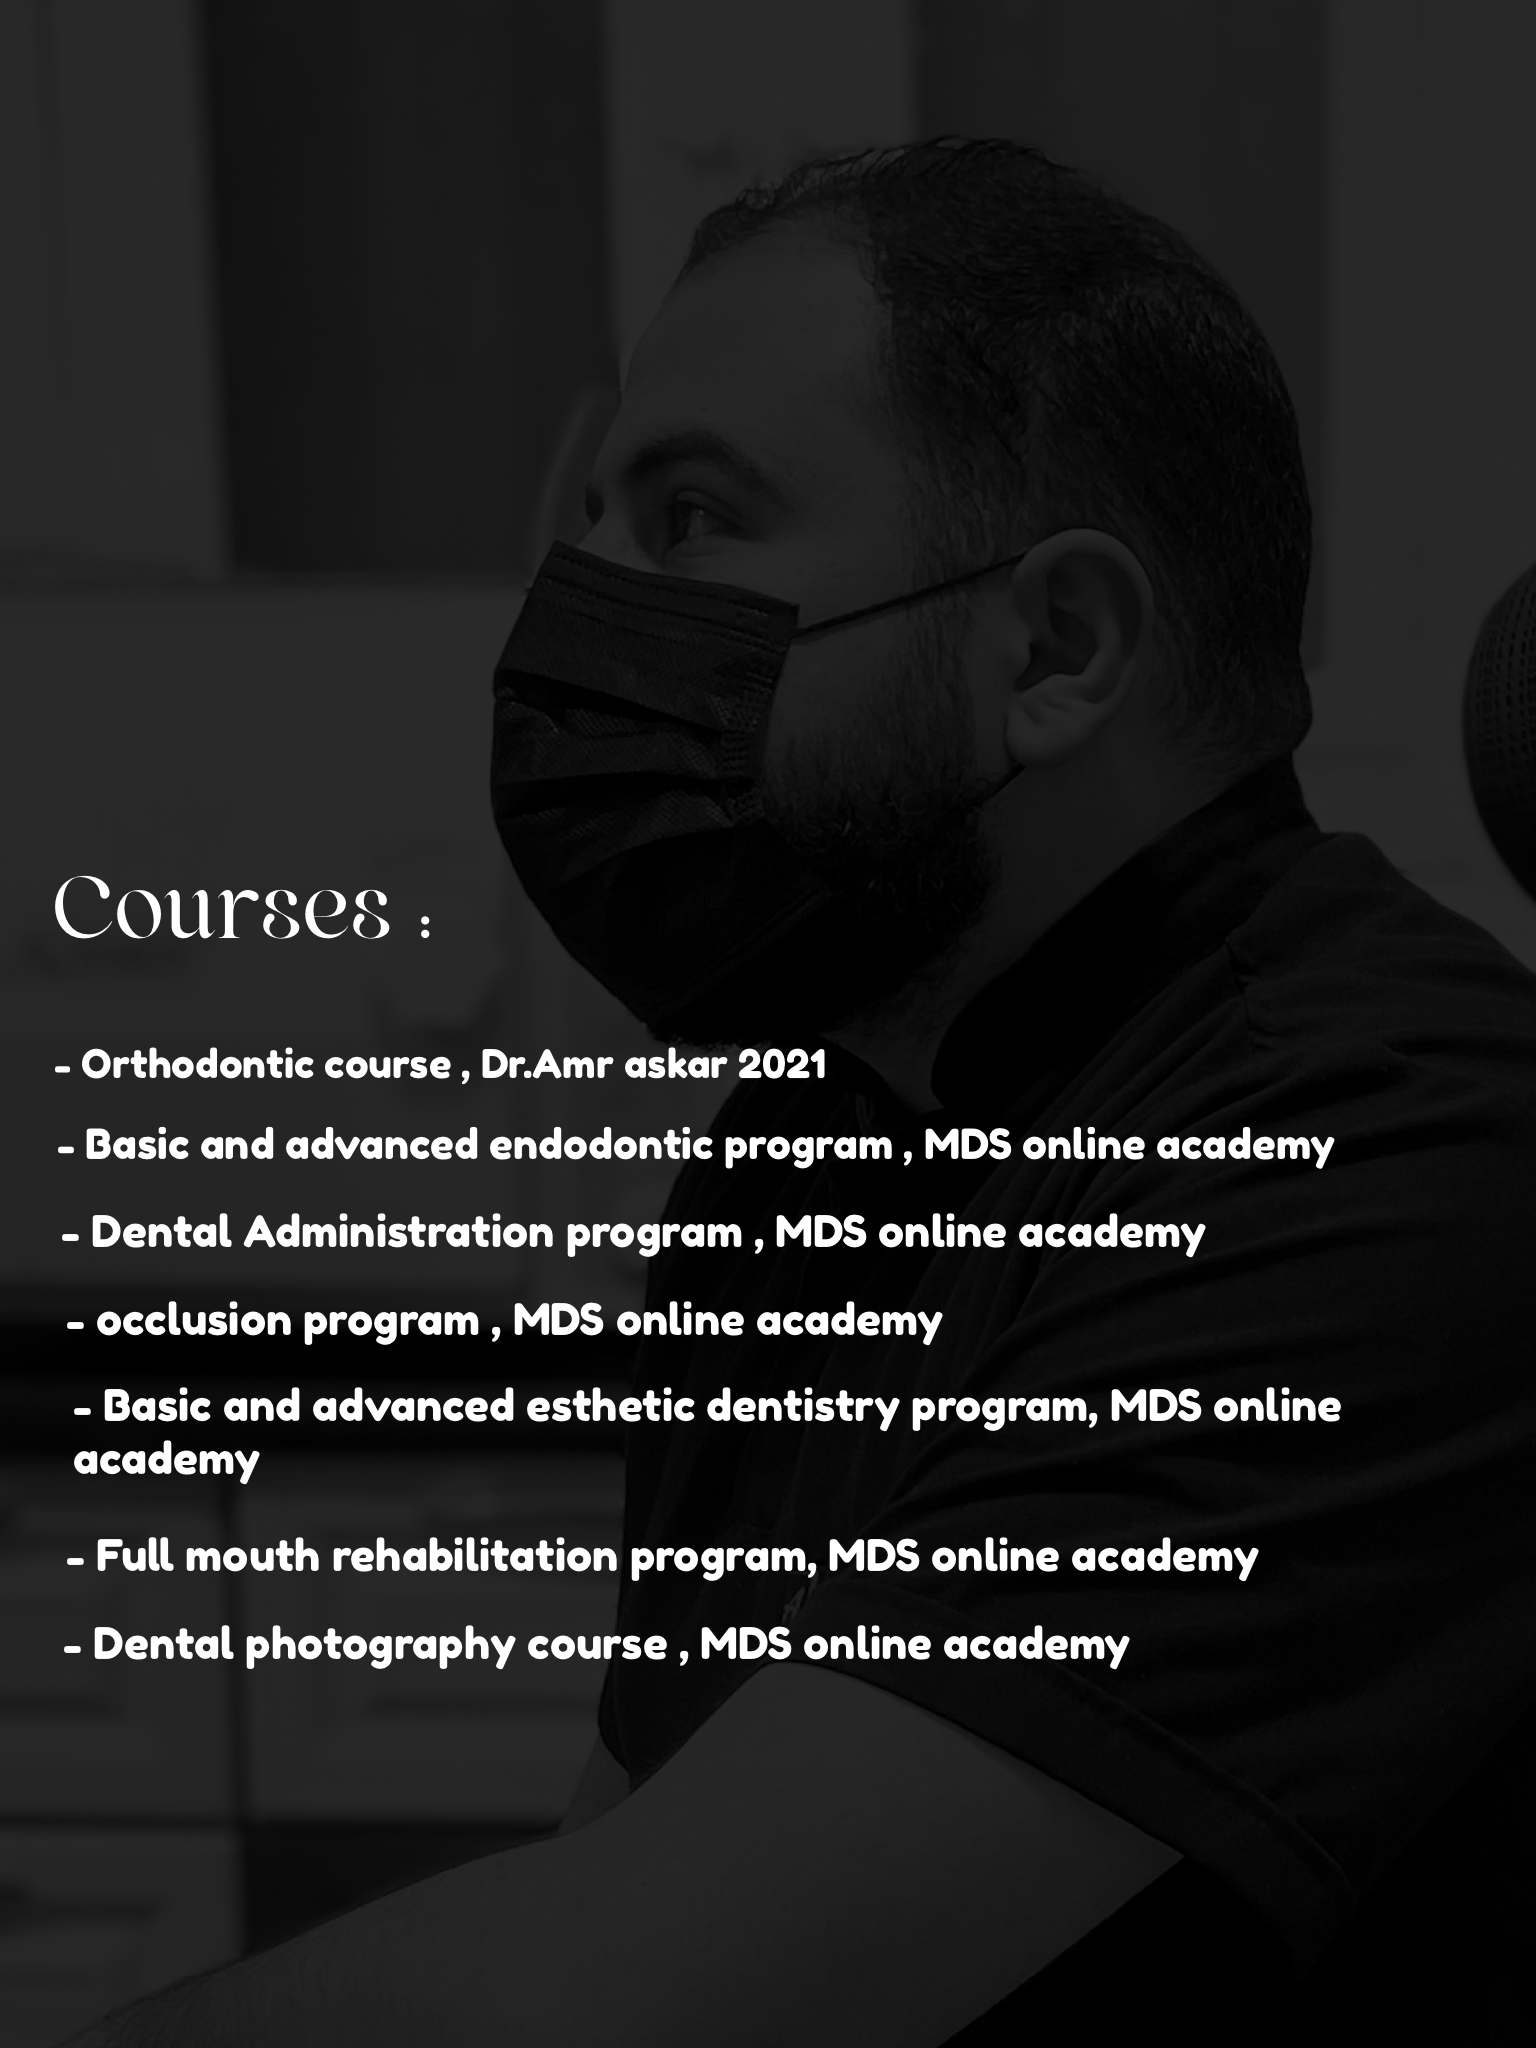 Courses :
- Orthodontic course , Dr.Amr askar 2021
- Basic and advanced endodontic program , MDS online academy
- Dental Administration program , MDS online academy
- occlusion program , MDS online academy
- Basic and advanced esthetic dentistry program, MDS online
academy
- Full mouth rehabilitation program, MDS online academy
- Dental photography course , MDS online academy